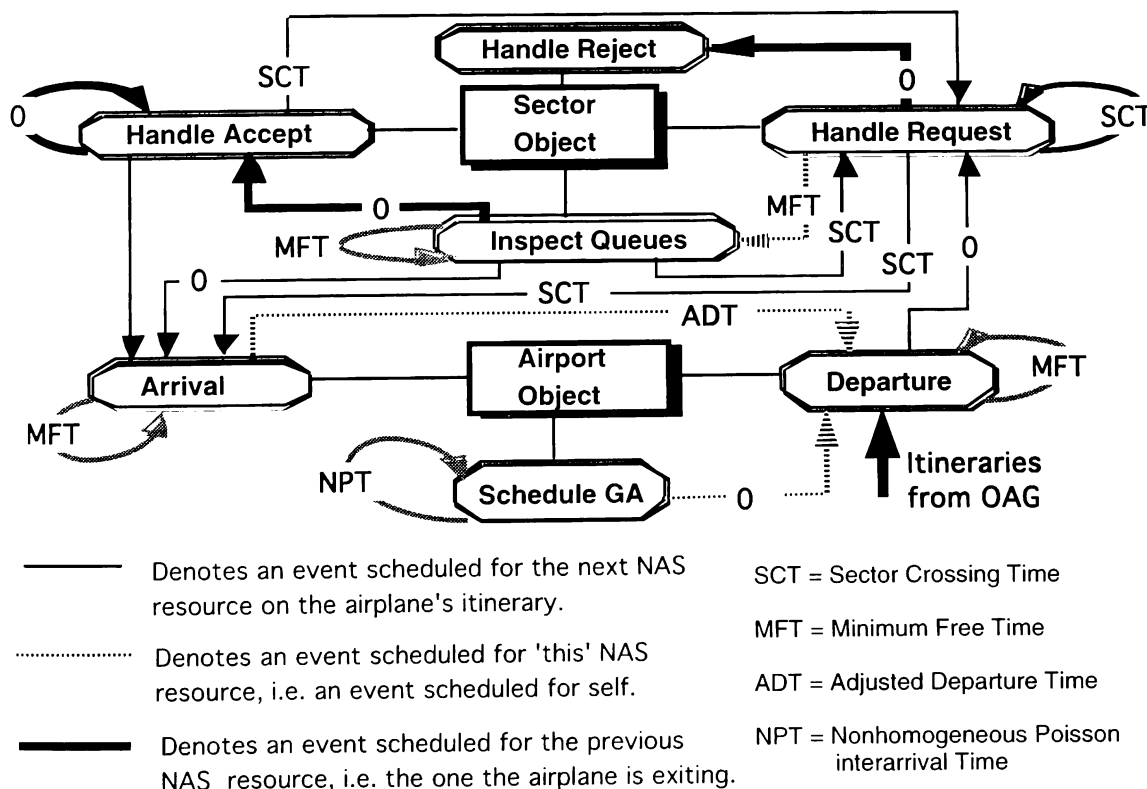 Handle Reject
0
SCT
0
Sector
Object
Handle Accept
Handle Request
SCT
0
MFT
SCT
MFT
Inspect Queues
0
SCT
0
SCT
ADT
Airport
Object
Arrival
Departure
MFT
MFT
NPT
Schedule GA
0
Itineraries
from OAG
Denotes an event scheduled for the next NAS
resource on the airplane's itinerary.
SCT = Sector Crossing Time
MFT = Minimum Free Time
Denotes an event scheduled for 'this' NAS
resource, i.e. an event scheduled for self.
ADT = Adjusted Departure Time
Denotes an event scheduled for the previous
NAS resource, i.e. the one the airplane is exiting.
NPT = Nonhomogeneous Poisson
interarrival Time